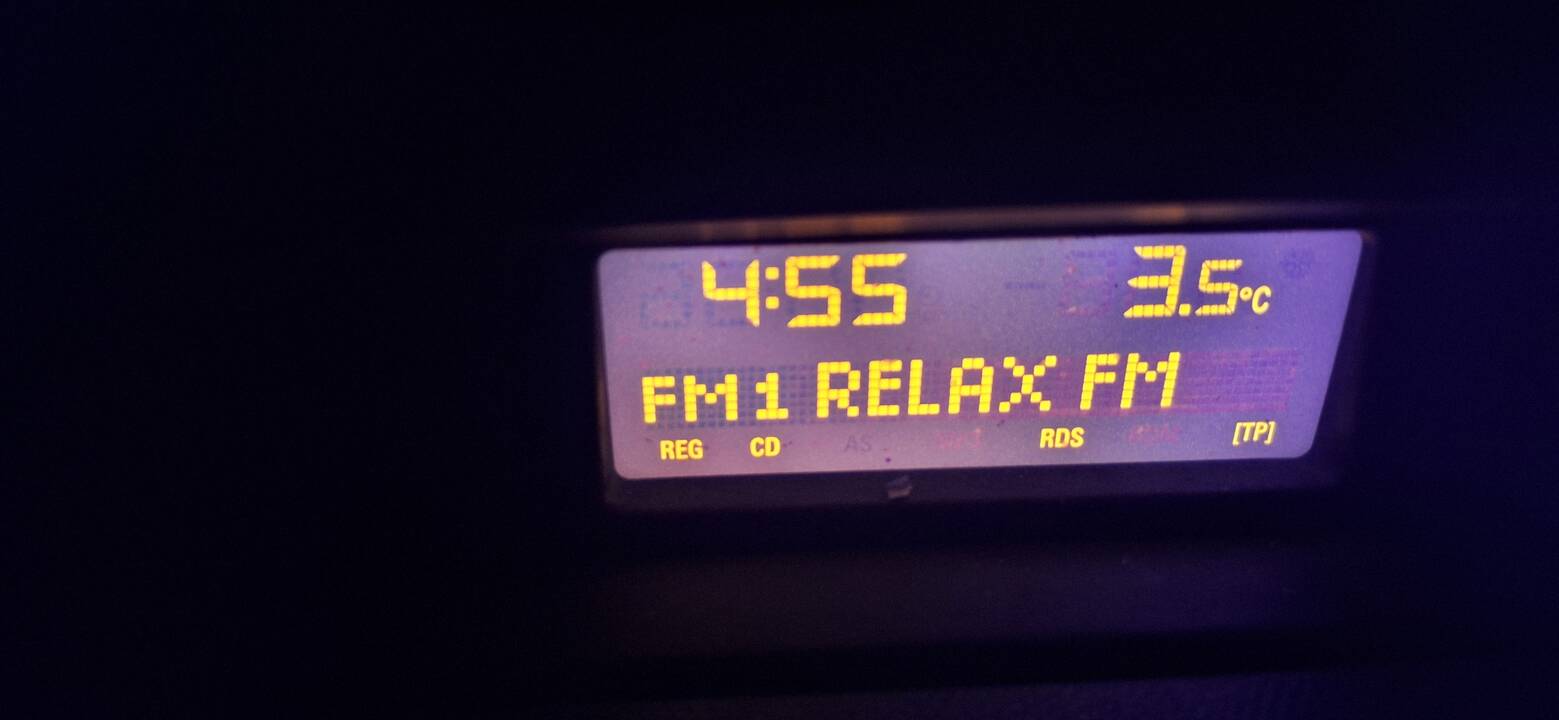 4:55 3.5°C
FM1 RELAX FM
REG CD AS RDS [TP]